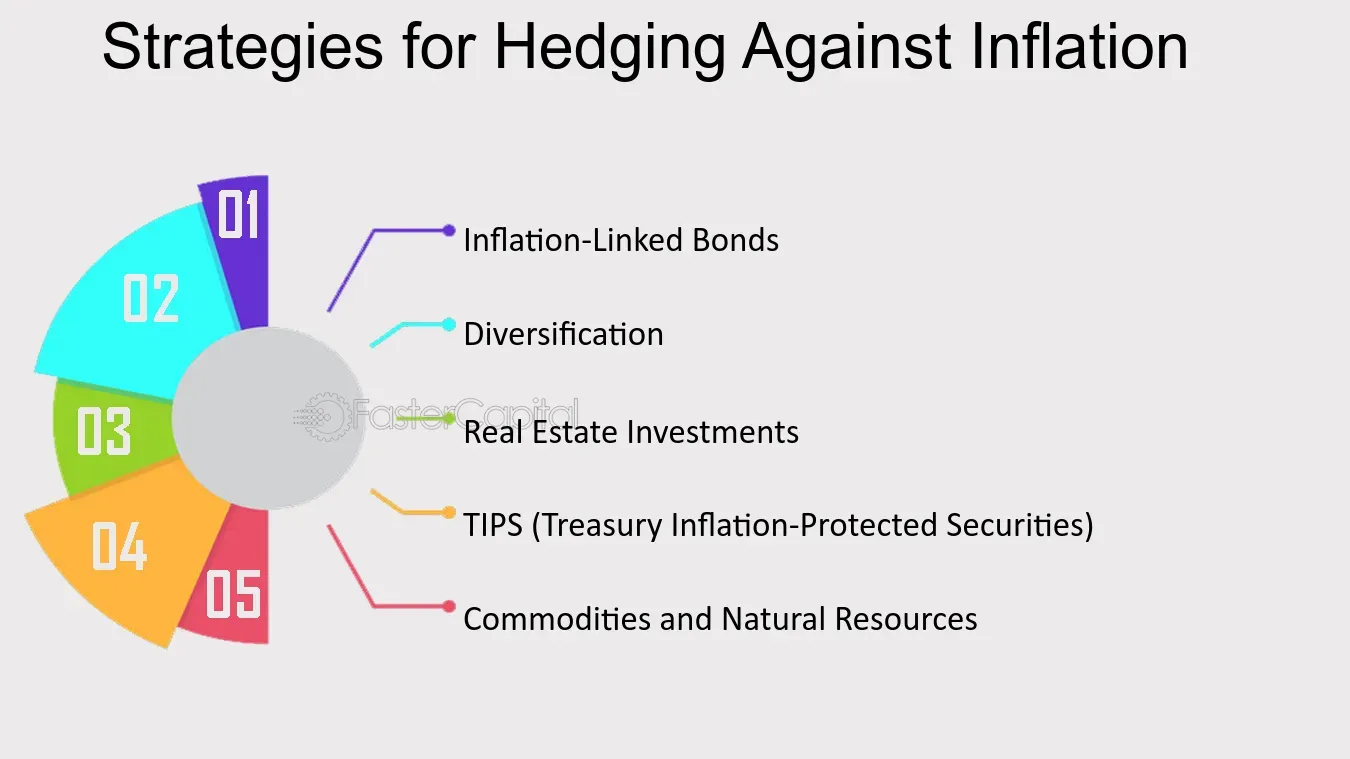 Strategies for Hedging Against Inflation
01
Inflation-Linked Bonds
02
Diversification
03
FasterCapital
Real Estate Investments
04
TIPS (Treasury Inflation-Protected Securities)
05
Commodities and Natural Resources